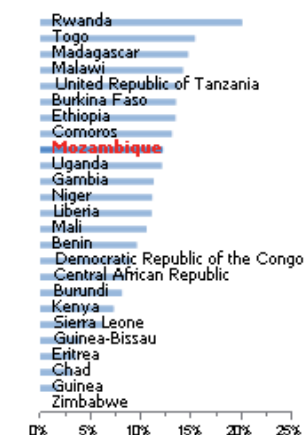 Rwanda
Togo
Madagascar
Malawi
United Republic of Tanzania
Burkina Faso
Ethiopia
Comoros
Mozambique
Uganda
Gambia
Niger
Liberia
Mali
Benin
Democratic Republic of the Congo
Central African Republic
Burundi
Kenya
Sierra Leone
Guinea-Bissau
Eritrea
Chad
Guinea
Zimbabwe
0% 5% 10% 15% 20% 25%